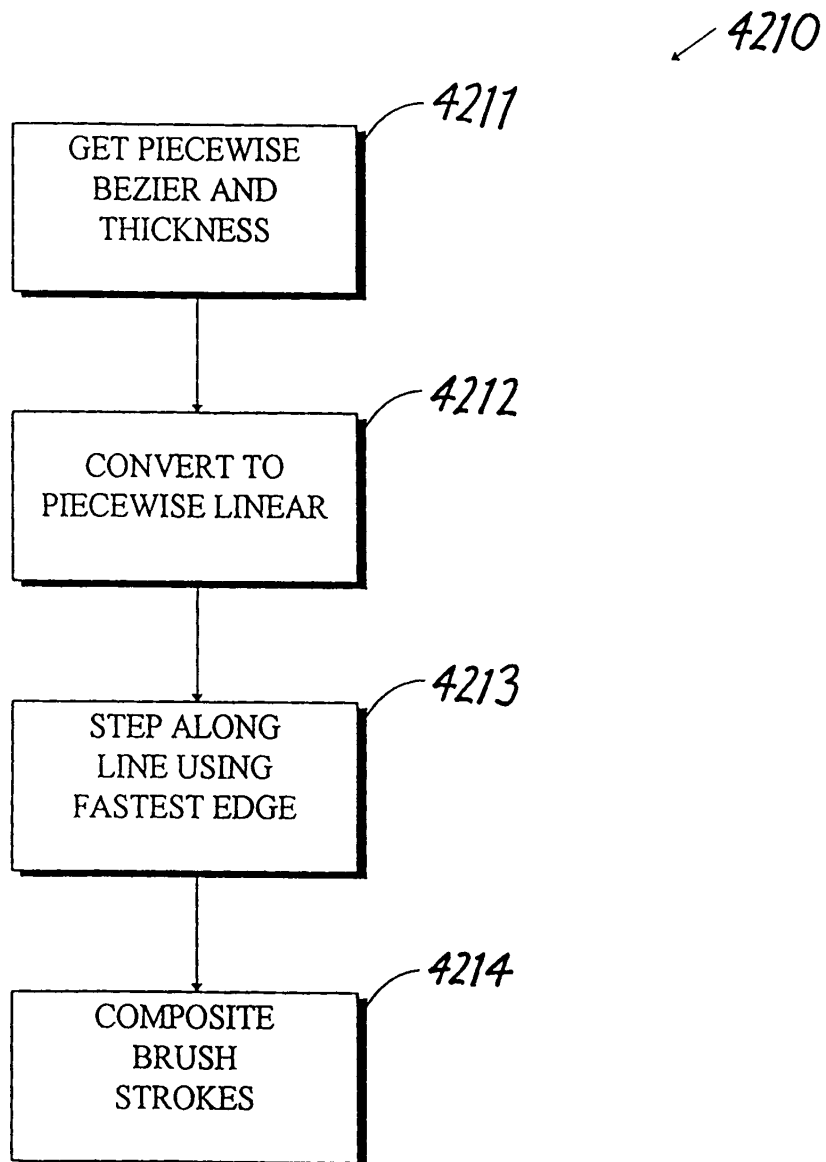 4210
4211
GET PIECEWISE
BEZIER AND
THICKNESS
4212
CONVERT TO
PIECEWISE LINEAR
4213
STEP ALONG
LINE USING
FASTEST EDGE
4214
COMPOSITE
BRUSH
STROKES